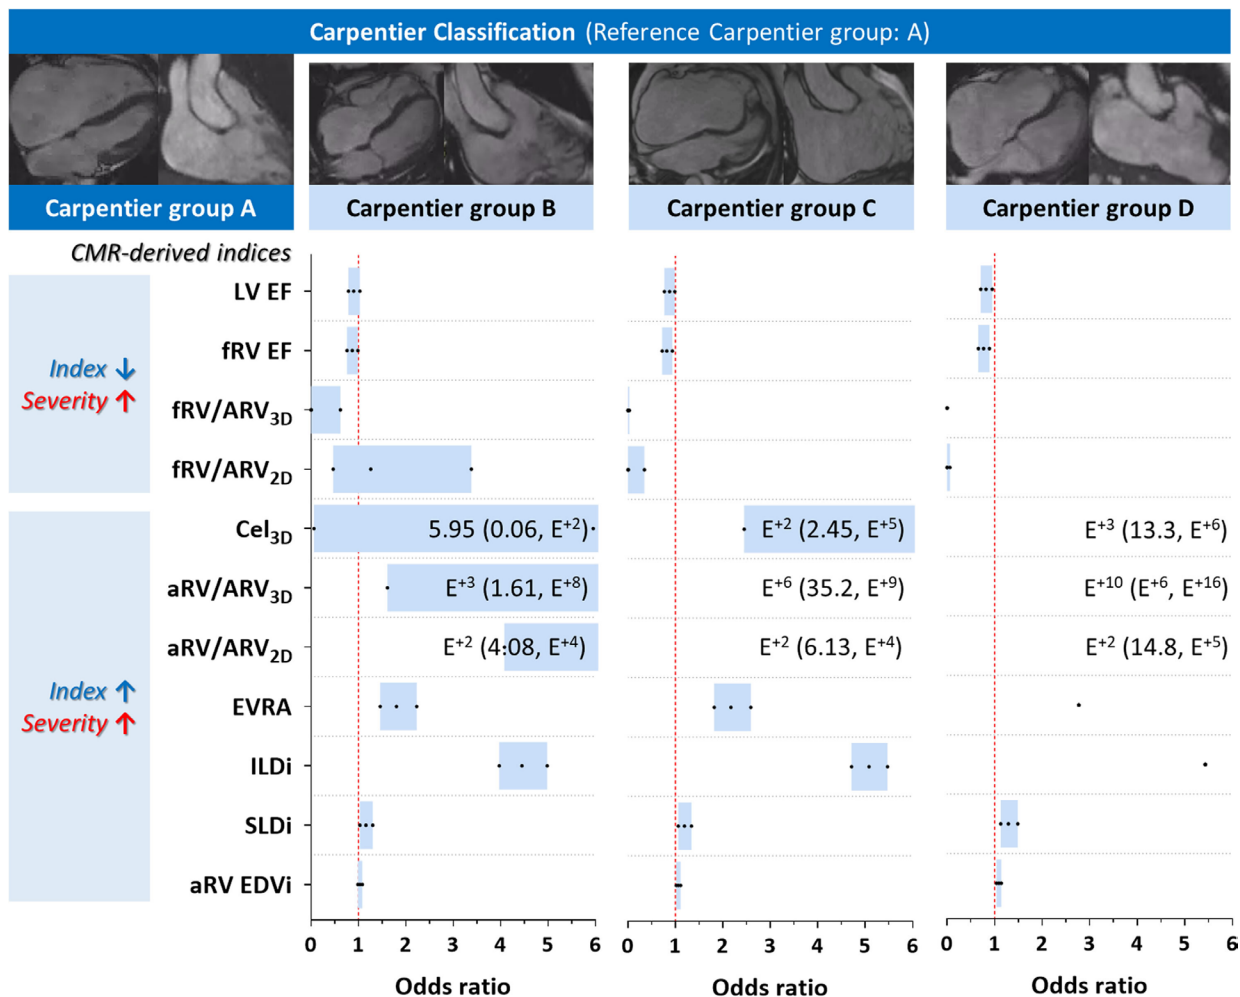 Carpentier Classification (Reference Carpentier group: A)
Carpentier group A
Carpentier group B
Carpentier group C
Carpentier group D
CMR-derived indices
Index ↓
Severity ↑
LV EF
fRV EF
fRV/ARV3D
fRV/ARV2D
Index ↑
Severity ↑
Cel3D
5.95 (0.06, E+2)
E+2 (2.45, E+5)
E+3 (13.3, E+6)
aRV/ARV3D
E+3 (1.61, E+8)
E+6 (35.2, E+9)
E+10 (E+6, E+16)
aRV/ARV2D
E+2 (4.08, E+4)
E+2 (6.13, E+4)
E+2 (14.8, E+5)
EVRA
ILDi
SLDi
aRV EDVi
0 1 2 3 4 5 6
0 1 2 3 4 5 6
0 1 2 3 4 5 6
Odds ratio
Odds ratio
Odds ratio